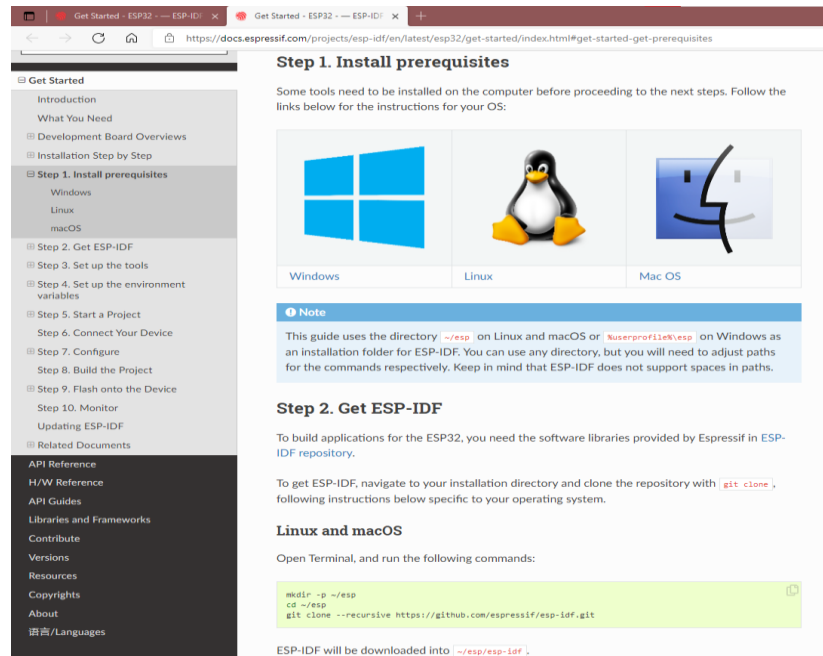 Get Started - ESP32 - — ESP-IDF
Get Started - ESP32 - — ESP-IDF
https://docs.espressif.com/projects/esp-idf/en/latest/esp32/get-started/index.html#get-started-get-prerequisites
Get Started
Introduction
What You Need
Development Board Overviews
Installation Step by Step
Step 1. Install prerequisites
Windows
Linux
macOS
Step 2. Get ESP-IDF
Step 3. Set up the tools
Step 4. Set up the environment
variables
Step 5. Start a Project
Step 6. Connect Your Device
Step 7. Configure
Step 8. Build the Project
Step 9. Flash onto the Device
Step 10. Monitor
Updating ESP-IDF
Related Documents
API Reference
H/W Reference
API Guides
Libraries and Frameworks
Contribute
Versions
Resources
Copyrights
About
语言/Languages
Step 1. Install prerequisites
Some tools need to be installed on the computer before proceeding to the next steps. Follow the
links below for the instructions for your OS:
Windows
Linux
Mac OS
Note
This guide uses the directory ~/esp on Linux and macOS or %userprofile%\esp on Windows as
an installation folder for ESP-IDF. You can use any directory, but you will need to adjust paths
for the commands respectively. Keep in mind that ESP-IDF does not support spaces in paths.
Step 2. Get ESP-IDF
To build applications for the ESP32, you need the software libraries provided by Espressif in ESP-
IDF repository.
To get ESP-IDF, navigate to your installation directory and clone the repository with git clone,
following instructions below specific to your operating system.
Linux and macOS
Open Terminal, and run the following commands:
mkdir -p ~/esp
cd ~/esp
git clone --recursive https://github.com/espressif/esp-idf.git
ESP-IDF will be downloaded into ~/esp/esp-idf.